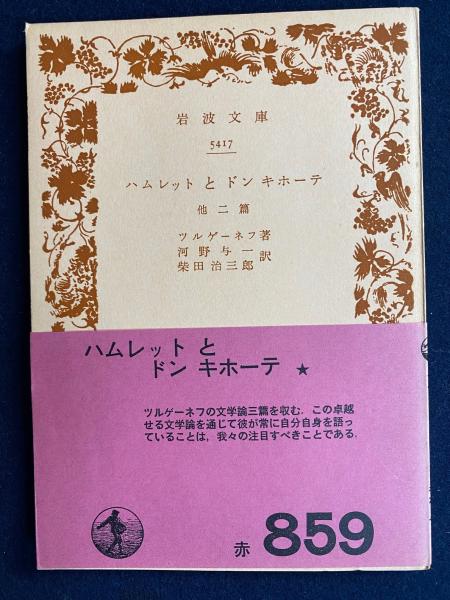 岩波文庫
5417
ハムレット と ドン キホーテ
他二篇
ツルゲーネフ著
河野与一
柴田治三郎 訳
ハムレット と
ドン キホーテ ★
ツルゲーネフの文学論三篇を収む. この卓越
せる文学論を通じて彼が常に自分自身を語っ
ていることは, 我々の注目すべきことである.
赤 859